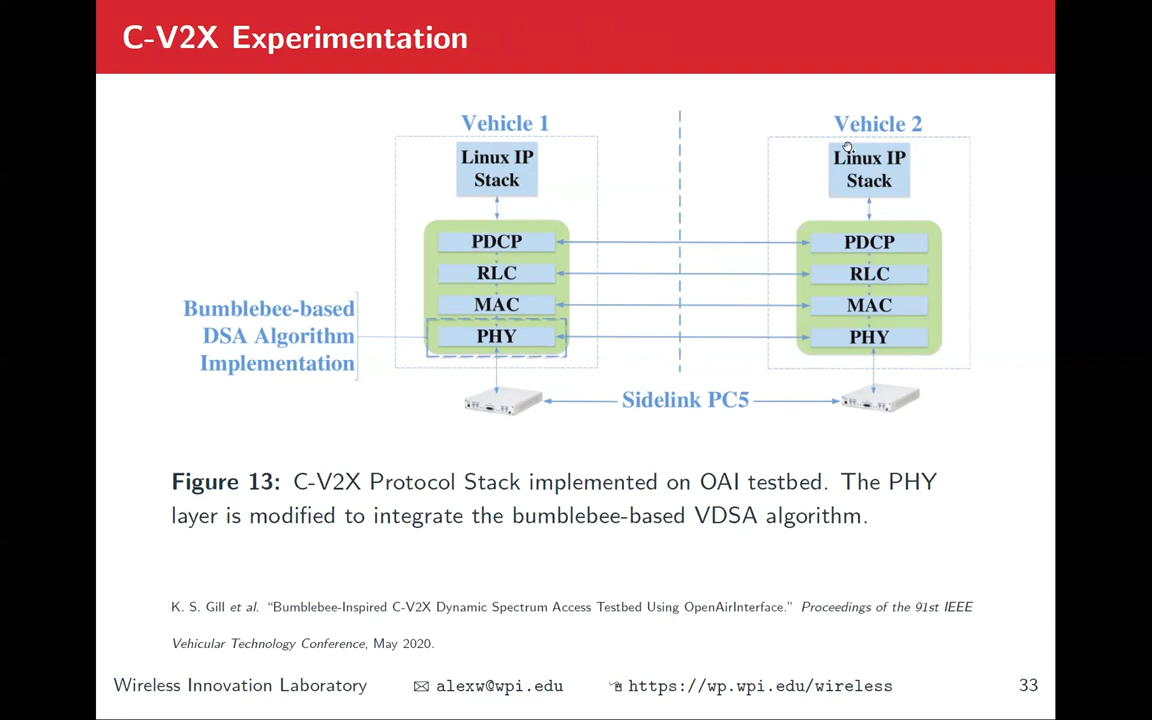 C-V2X Experimentation
Vehicle 1
Vehicle 2
Linux IP
Stack
Linux IP
Stack
PDCP
PDCP
RLC
RLC
MAC
MAC
PHY
PHY
Bumblebee-based
DSA Algorithm
Implementation
Sidelink PC5
Figure 13: C-V2X Protocol Stack implemented on OAI testbed. The PHY
layer is modified to integrate the bumblebee-based VDSA algorithm.
K. S. Gill et al. “Bumblebee-Inspired C-V2X Dynamic Spectrum Access Testbed Using OpenAirInterface.” Proceedings of the 91st IEEE
Vehicular Technology Conference, May 2020.
Wireless Innovation Laboratory alexw@wpi.edu https://wp.wpi.edu/wireless 33